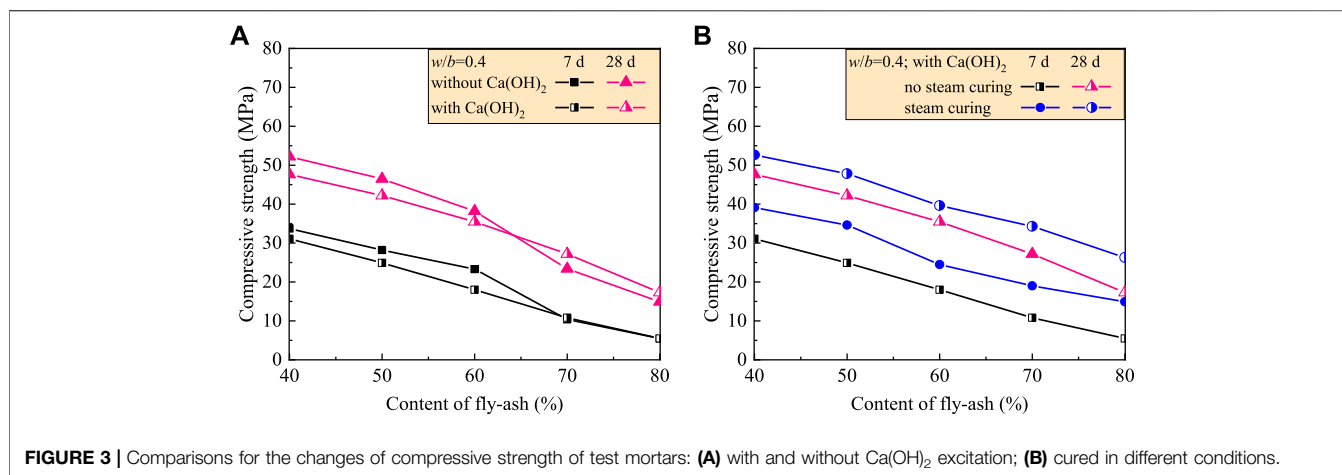 A
w/b=0.4 7 d 28 d
without Ca(OH)2
with Ca(OH)2
Compressive strength (MPa)
80
70
60
50
40
30
20
10
0
40 50 60 70 80
Content of fly-ash (%)
B
w/b=0.4; with Ca(OH)2 7 d 28 d
no steam curing
steam curing
Compressive strength (MPa)
80
70
60
50
40
30
20
10
0
40 50 60 70 80
Content of fly-ash (%)
FIGURE 3 | Comparisons for the changes of compressive strength of test mortars: (A) with and without Ca(OH)2 excitation; (B) cured in different conditions.